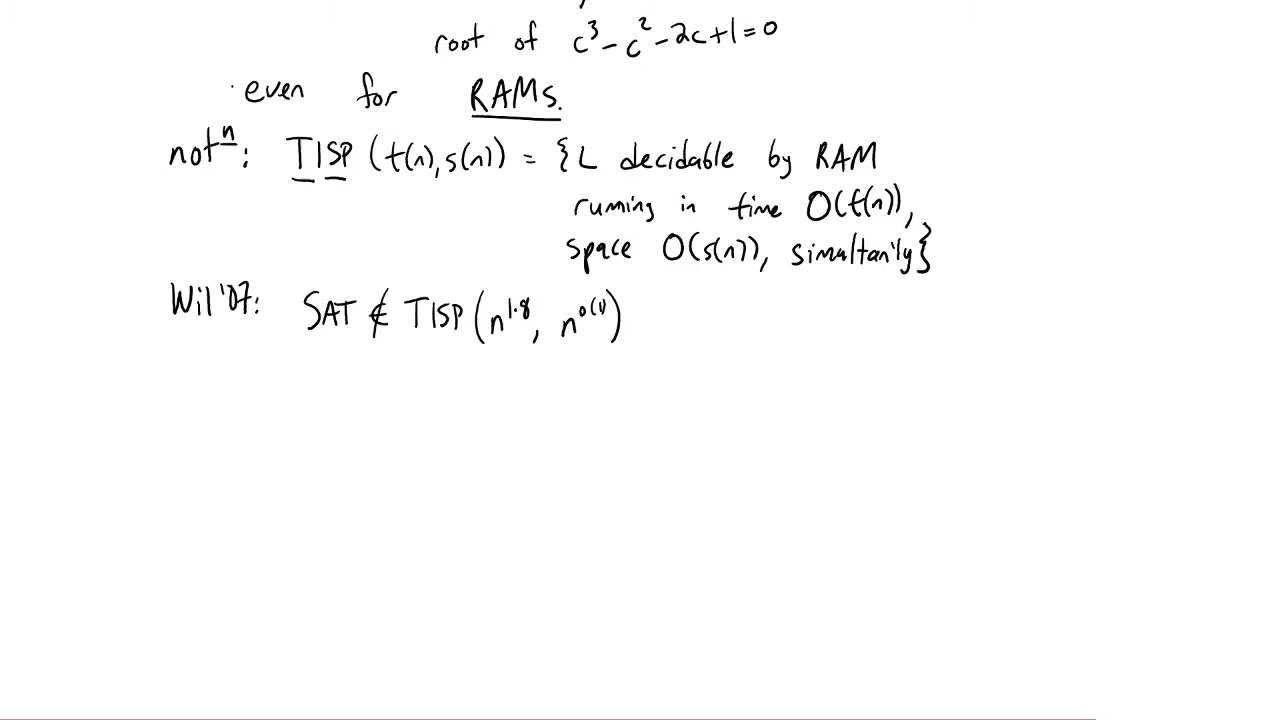 root of c³-c²-2c+1=0
· even for RAMs.
notⁿ: TISP (t(n), s(n)) = {L decidable by RAM
runing in time O(t(n)),
space O(s(n)), simultan'ly}
Wil '07: SAT ∉ TISP(n^1.8, n^o(1))